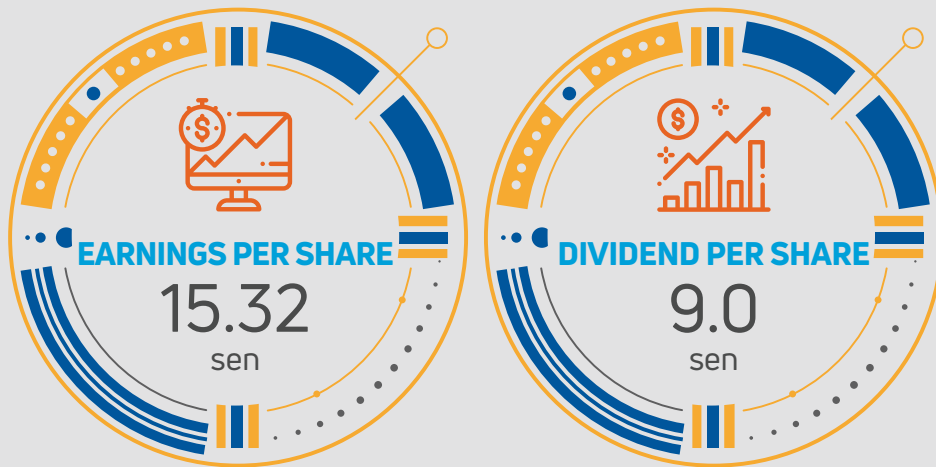 EARNINGS PER SHARE
15.32
sen
DIVIDEND PER SHARE
9.0
sen